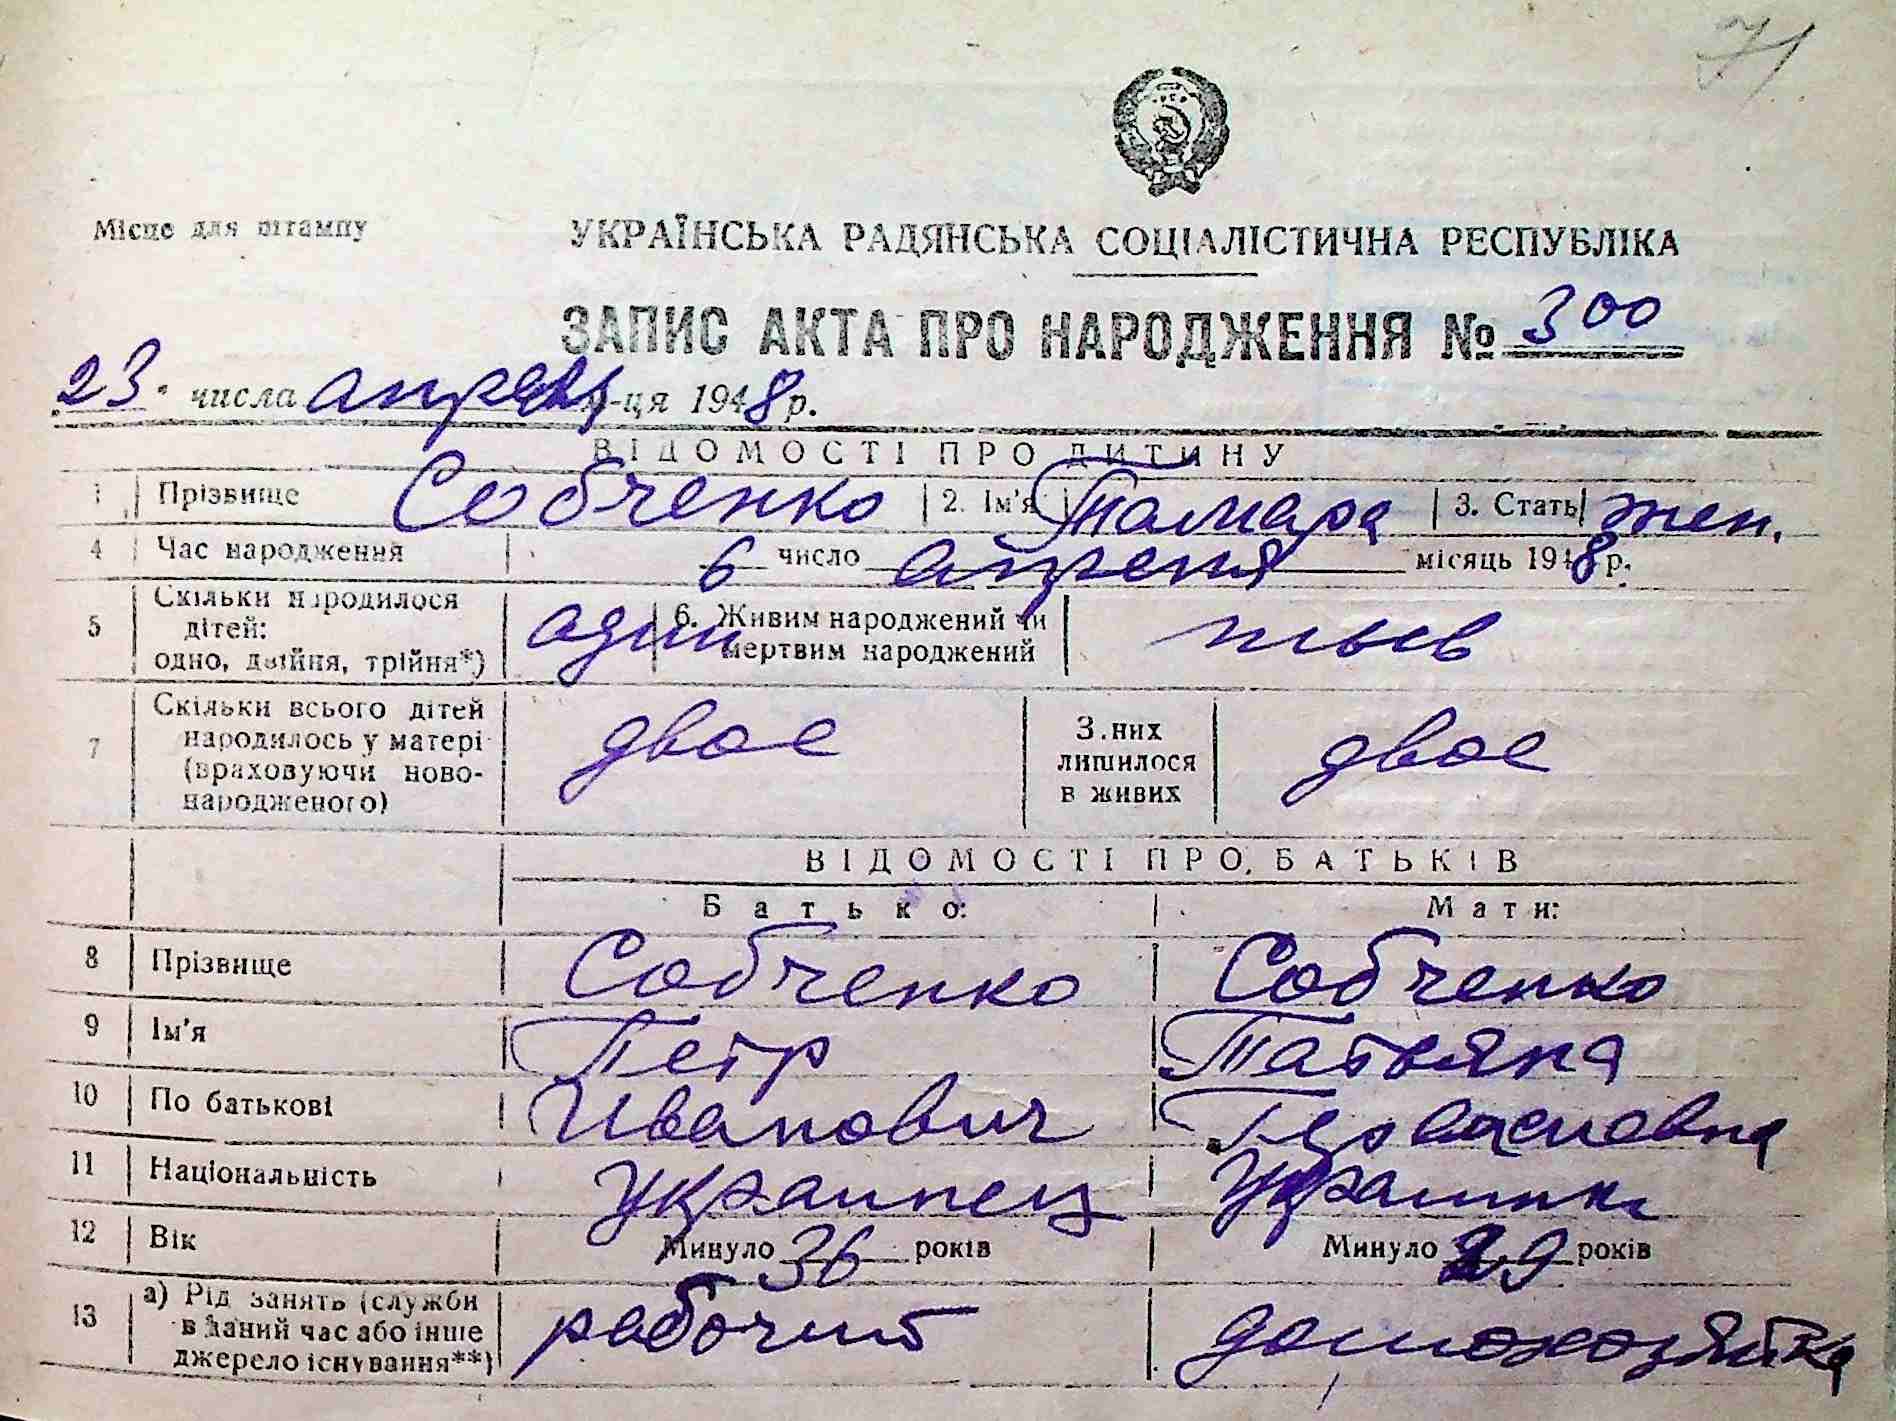 71
Місце для штампу
УКРАЇНСЬКА РАДЯНСЬКА СОЦІАЛІСТИЧНА РЕСПУБЛІКА
ЗАПИС АКТА ПРО НАРОДЖЕННЯ № 300
23 числа апреля м-ця 1948 р.
ВІДОМОСТІ ПРО ДИТИНУ
1 Прізвище Собченко 2. Ім'я Тамара 3. Стать жен.
4 Час народження 6 число апреля місяць 1948 р.
5 Скільки народилося дітей: одно, двійня, трійня*) один 6. Живим народжений чи мертвим народжений
7 Скільки всього дітей народилось у матері (враховуючи новонародженого) двое З них лишилося в живих двое
ВІДОМОСТІ ПРО БАТЬКІВ
Батько: Мати:
8 Прізвище Собченко Собченко
9 Ім'я Петр Татьяна
10 По батькові Иванович Гервасиевна
11 Національність украинец украинка
12 Вік Минуло 36 років Минуло 29 років
13 а) Рід занять (служби в даний час або інше джерело існування**) рабочий домохозяйка